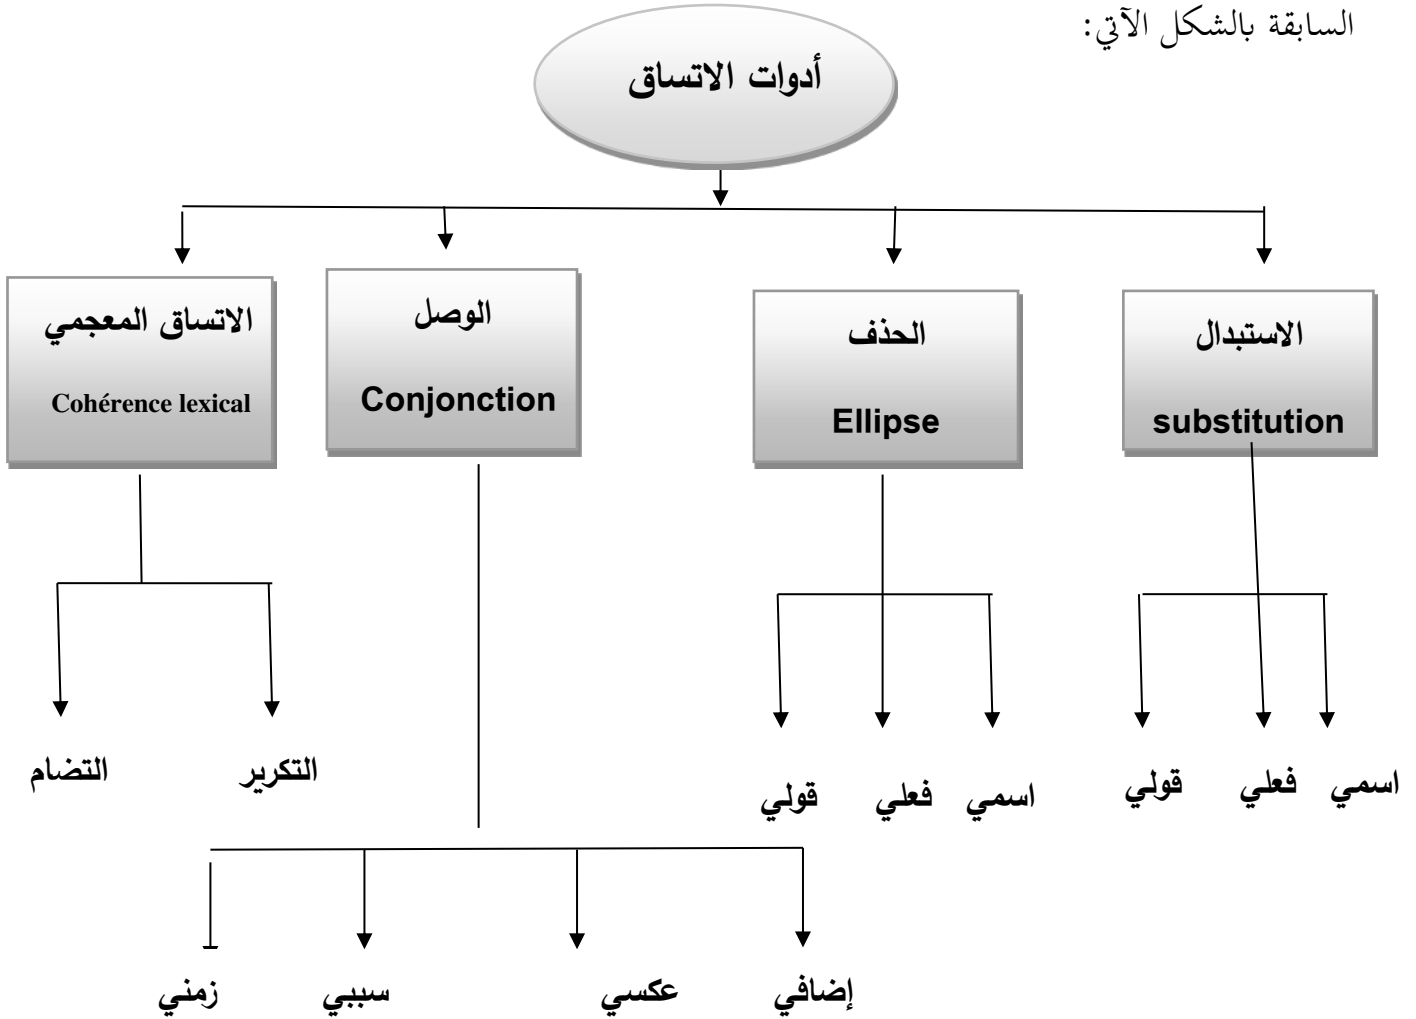 السابقة بالشكل الآتي:
أدوات الاتساق
الاستبدال
substitution
الحذف
Ellipse
الوصل
Conjonction
الاتساق المعجمي
Cohérence lexical
اسمي فعلي قولي
اسمي فعلي قولي
التكرير التضام
إضافي عكسي سببي زمني